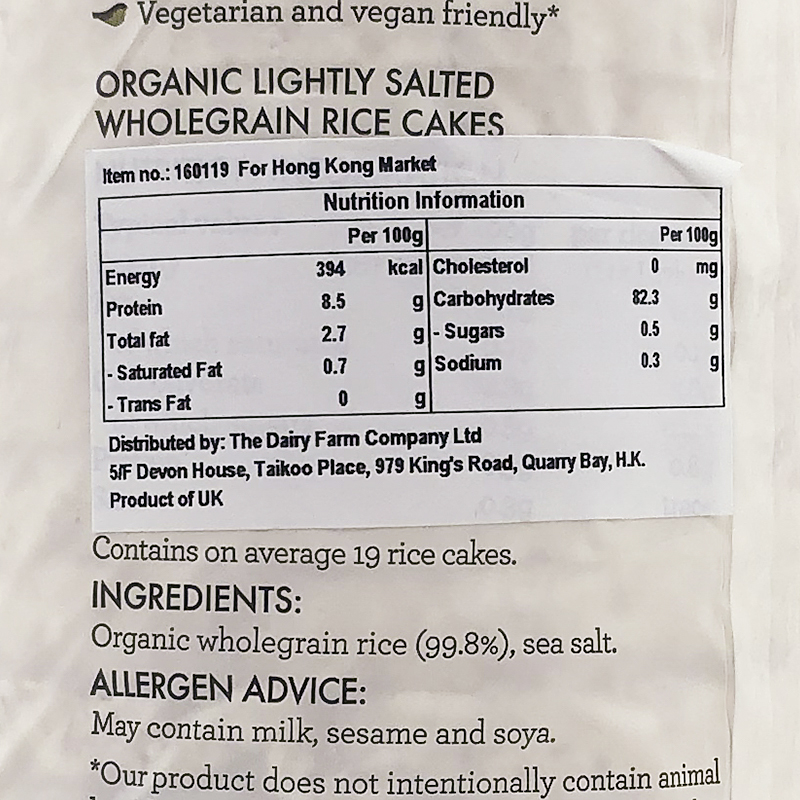 Vegetarian and vegan friendly*
ORGANIC LIGHTLY SALTED
WHOLEGRAIN RICE CAKES
Item no.: 160119 For Hong Kong Market
Nutrition Information
Per 100g Per 100g
Energy 394 kcal Cholesterol 0 mg
Protein 8.5 g Carbohydrates 82.3 g
Total fat 2.7 g - Sugars 0.5 g
- Saturated Fat 0.7 g Sodium 0.3 g
- Trans Fat 0 g
Distributed by: The Dairy Farm Company Ltd
5/F Devon House, Taikoo Place, 979 King's Road, Quarry Bay, H.K.
Product of UK
Contains on average 19 rice cakes.
INGREDIENTS:
Organic wholegrain rice (99.8%), sea salt.
ALLERGEN ADVICE:
May contain milk, sesame and soya.
*Our product does not intentionally contain animal